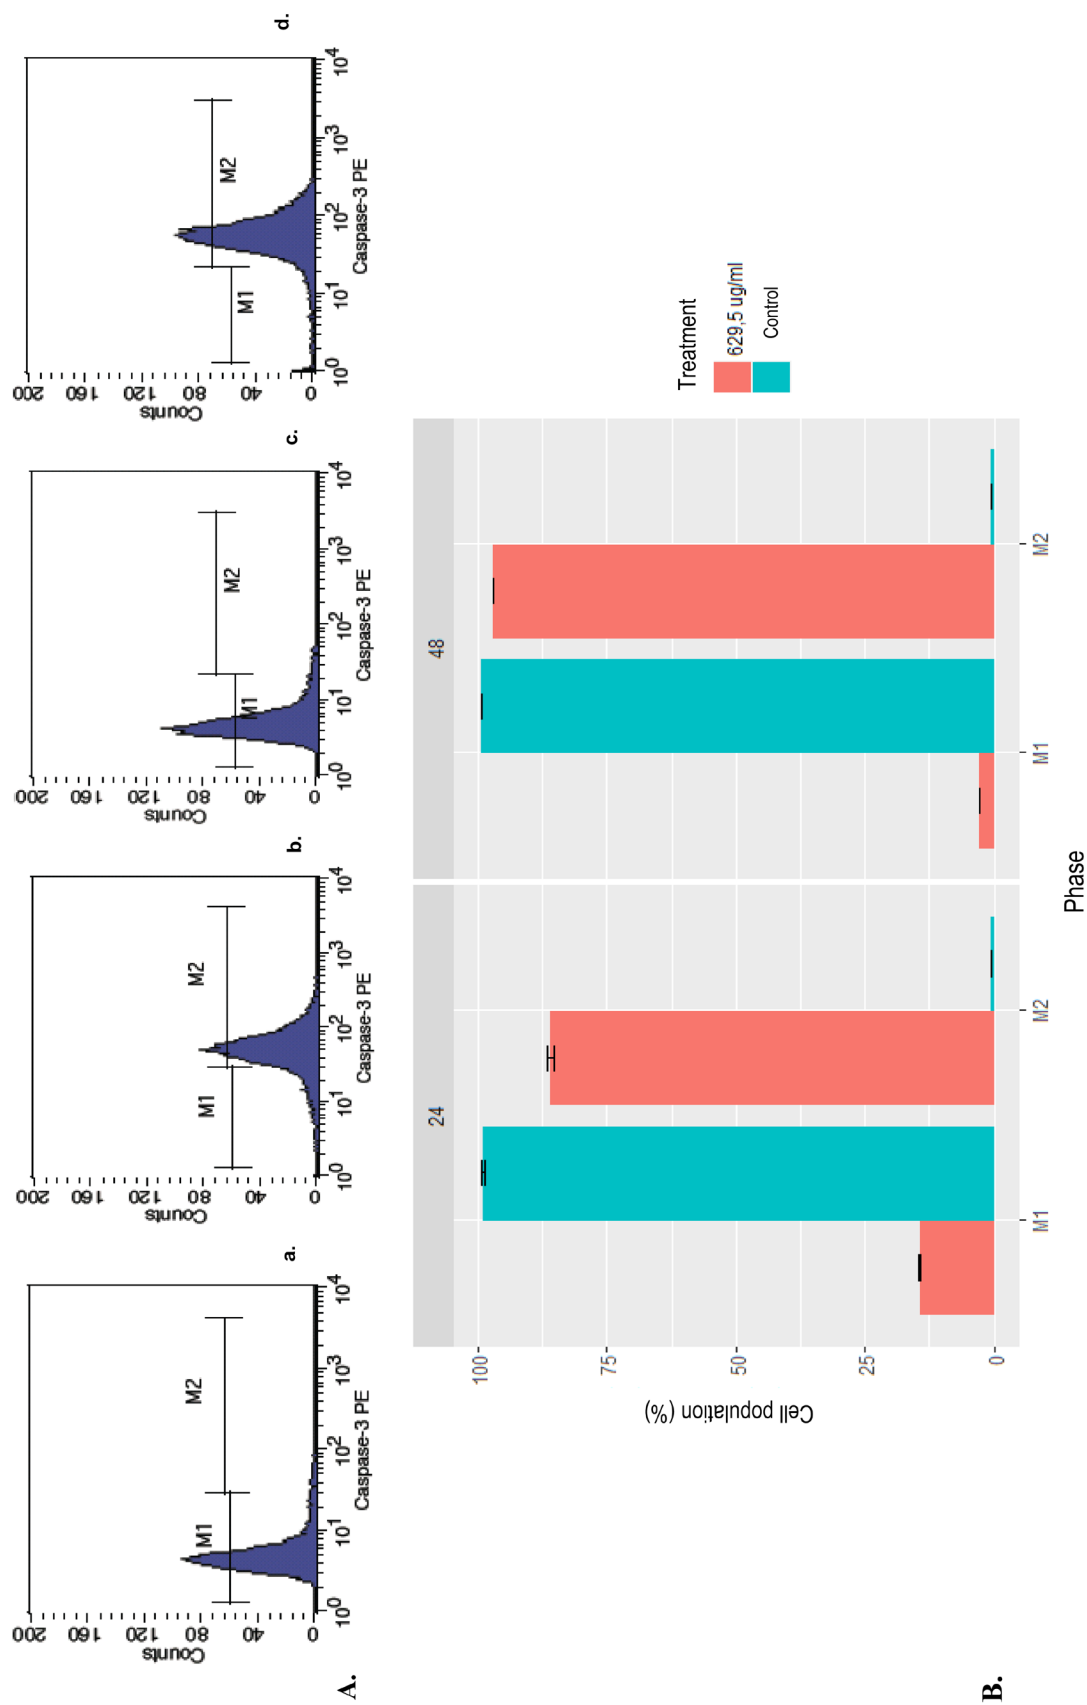 A.
a.
Counts
200
160
120
80
40
0
M1
M2
10^0
10^1
10^2
10^3
10^4
Caspase-3 PE
b.
Counts
200
160
120
80
40
0
M1
M2
10^0
10^1
10^2
10^3
10^4
Caspase-3 PE
c.
Counts
200
160
120
80
40
0
M1
M2
10^0
10^1
10^2
10^3
10^4
Caspase-3 PE
d.
Counts
200
160
120
80
40
0
M1
M2
10^0
10^1
10^2
10^3
10^4
Caspase-3 PE
B.
24
48
Cell population (%)
100
75
50
25
0
M1
M2
M1
M2
Phase
Treatment
629,5 ug/ml
Control